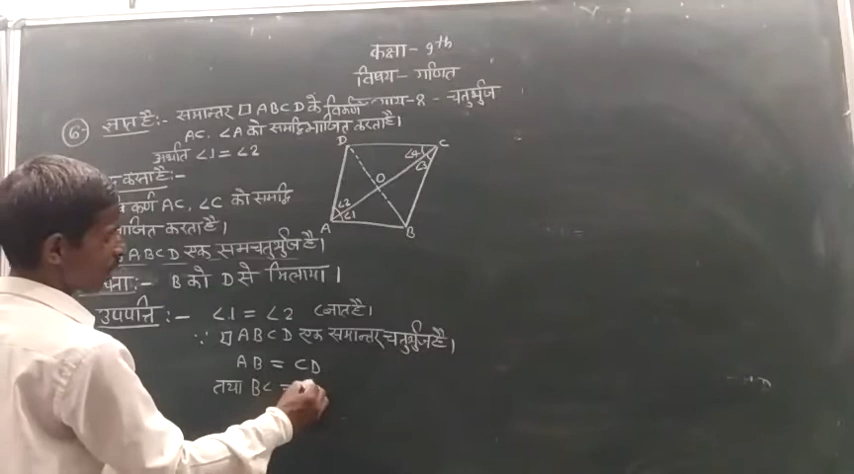 कक्षा - 9th
विषय - गणित
- 8 - चतुर्भुज
6- ज्ञात है:- समान्तर □ABCD के विकर्ण
AC, ∠A को समद्विभाजित करता है।
अर्थात ∠1 = ∠2
करना है:-
कर्ण AC, ∠C को समद्वि
भाजित करता है।
ABCD एक समचतुर्भुज है।
:- B को D से मिलाया।
उपपत्ति:- ∠1 = ∠2 (ज्ञात है।
∵ □ABCD एक समान्तर चतुर्भुज है।
AB = CD
तथा BC =
D
C
∠4
∠3
O
∠2
∠1
A
B